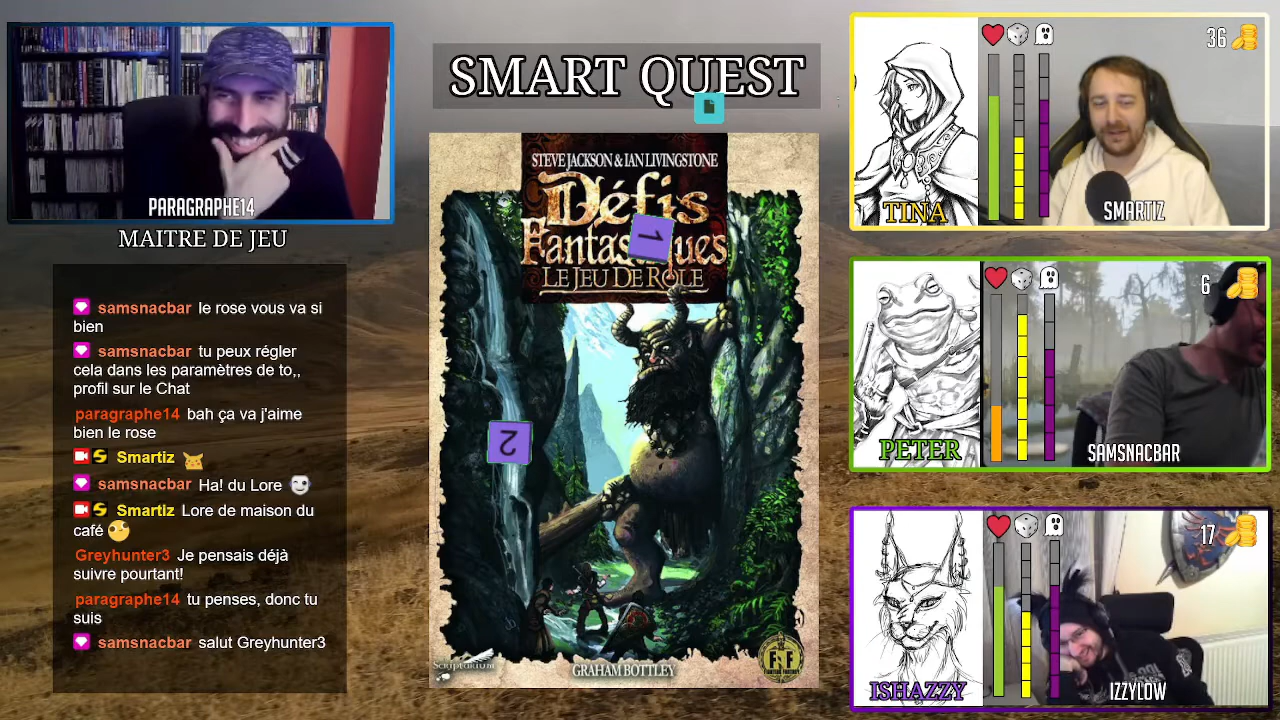 PARAGRAPHE14
MAITRE DE JEU
samsnacbar le rose vous va si
bien
samsnacbar tu peux régler
cela dans les paramètres de to,,
profil sur le Chat
paragraphe14 bah ça va j'aime
bien le rose
Smartiz
samsnacbar Ha! du Lore
Smartiz Lore de maison du
café
Greyhunter3 Je pensais déjà
suivre pourtant!
paragraphe14 tu penses, donc tu
suis
samsnacbar salut Greyhunter3
SMART QUEST
STEVE JACKSON & IAN LIVINGSTONE
Défis
1
LE JEU DE RÔLE
2
SCRIPTARIUM
GRAHAM BOTTLEY
FF
36
TINA
SMARTIZ
6
PETER
SAMSNACBAR
17
ISHAZZY
IZZYLOW